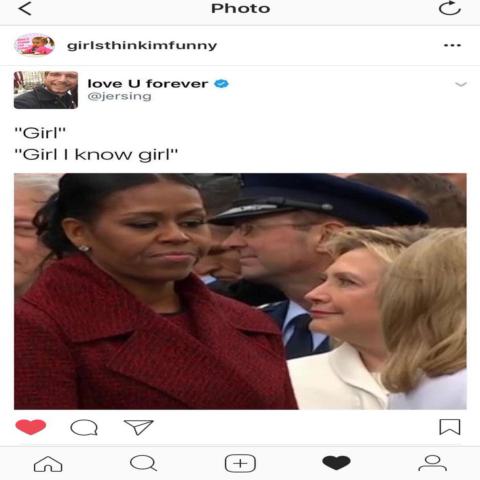 Photo
girlsthinkimfunny
love U forever
@jersing
"Girl"
"Girl I know girl"